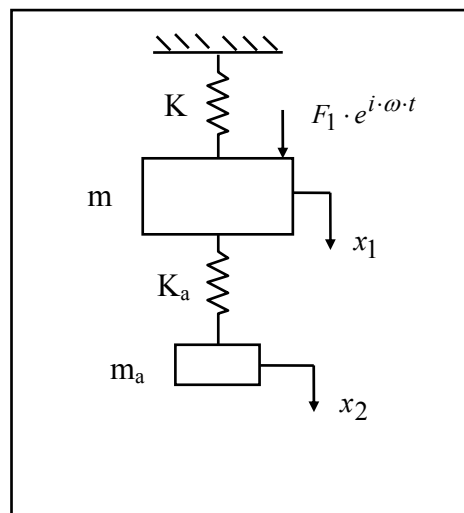 K
F₁ · e^{i·ω·t}
m
x₁
Kₐ
mₐ
x₂